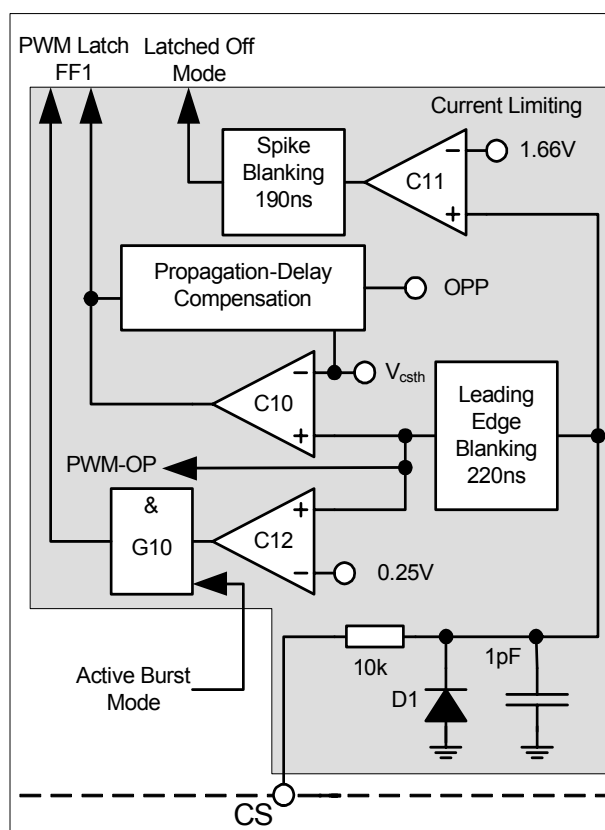 PWM Latch
FF1
Latched Off
Mode
Current Limiting
Spike
Blanking
190ns
C11
1.66V
Propagation-Delay
Compensation
OPP
C10
Vcsth
Leading
Edge
Blanking
220ns
PWM-OP
&
G10
C12
0.25V
Active Burst
Mode
10k
1pF
D1
CS